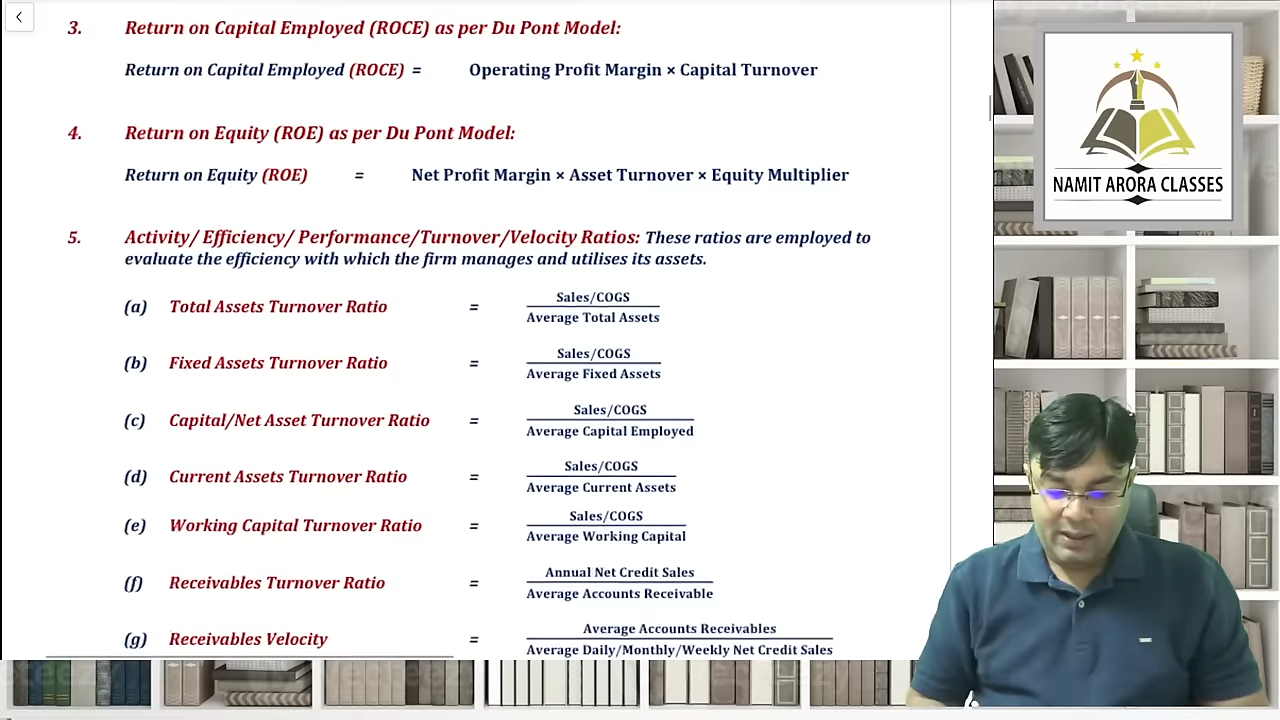 3. Return on Capital Employed (ROCE) as per Du Pont Model:
Return on Capital Employed (ROCE) = Operating Profit Margin × Capital Turnover
4. Return on Equity (ROE) as per Du Pont Model:
Return on Equity (ROE) = Net Profit Margin × Asset Turnover × Equity Multiplier
5. Activity/ Efficiency/ Performance/Turnover/Velocity Ratios: These ratios are employed to
evaluate the efficiency with which the firm manages and utilises its assets.
(a) Total Assets Turnover Ratio =
Sales/COGS
Average Total Assets
(b) Fixed Assets Turnover Ratio =
Sales/COGS
Average Fixed Assets
(c) Capital/Net Asset Turnover Ratio =
Sales/COGS
Average Capital Employed
(d) Current Assets Turnover Ratio =
Sales/COGS
Average Current Assets
(e) Working Capital Turnover Ratio =
Sales/COGS
Average Working Capital
(f) Receivables Turnover Ratio =
Annual Net Credit Sales
Average Accounts Receivable
(g) Receivables Velocity =
Average Accounts Receivables
Average Daily/Monthly/Weekly Net Credit Sales
NAMIT ARORA CLASSES